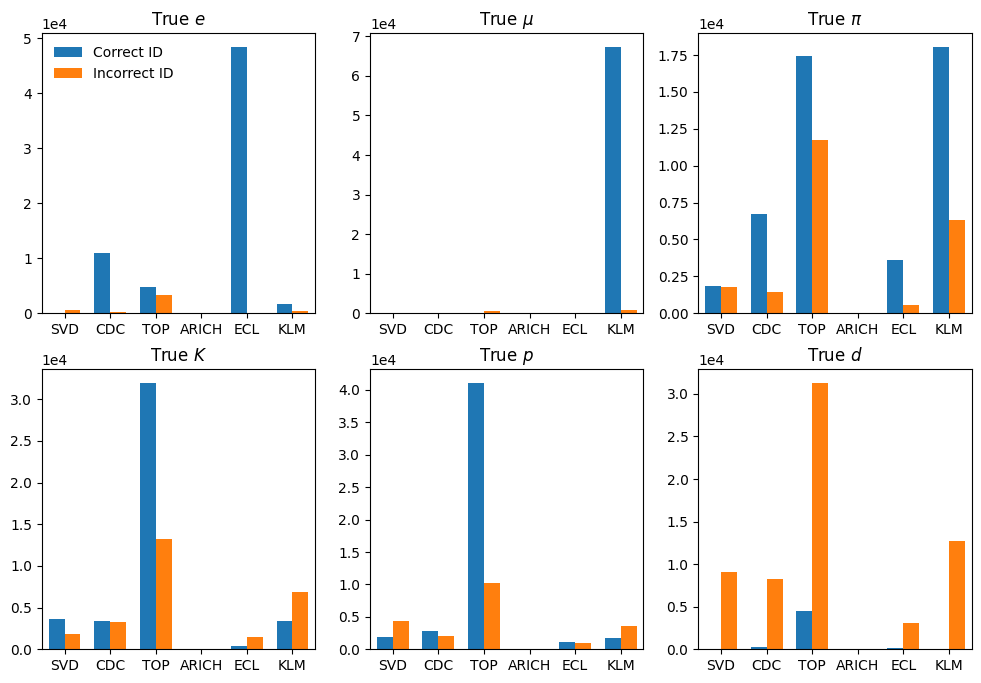 True e
1e4
5
4
3
2
1
0
Correct ID
Incorrect ID
SVD CDC TOP ARICH ECL KLM
True μ
1e4
7
6
5
4
3
2
1
0
SVD CDC TOP ARICH ECL KLM
True π
1e4
1.75
1.50
1.25
1.00
0.75
0.50
0.25
0.00
SVD CDC TOP ARICH ECL KLM
True K
1e4
3.0
2.5
2.0
1.5
1.0
0.5
0.0
SVD CDC TOP ARICH ECL KLM
True p
1e4
4.0
3.5
3.0
2.5
2.0
1.5
1.0
0.5
0.0
SVD CDC TOP ARICH ECL KLM
True d
1e4
3.0
2.5
2.0
1.5
1.0
0.5
0.0
SVD CDC TOP ARICH ECL KLM